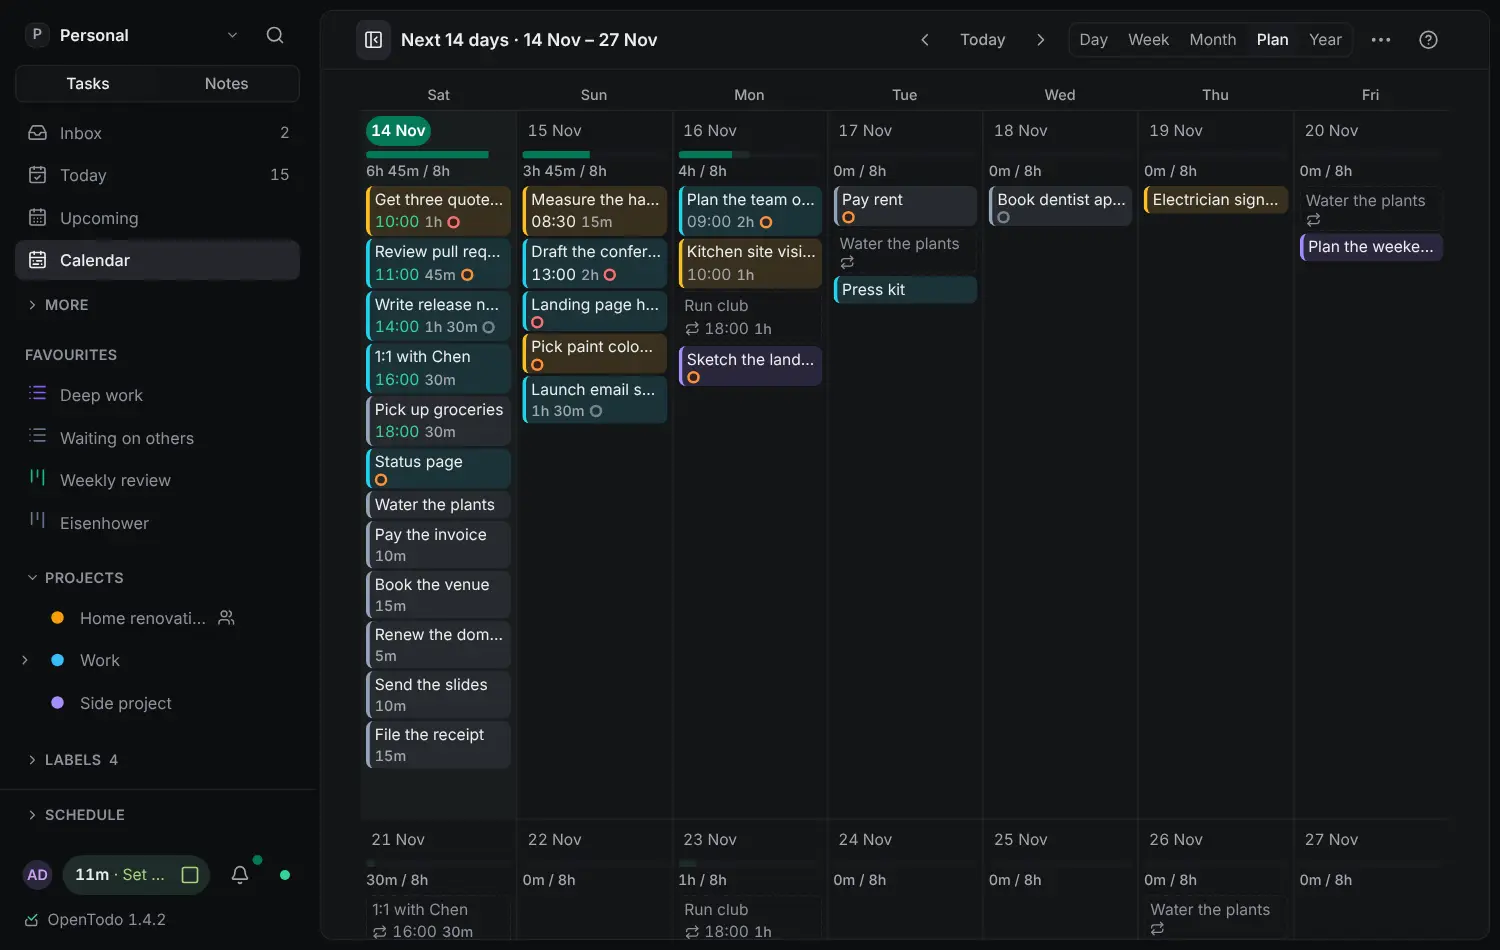 P Personal
Tasks Notes
Inbox 2
Today 15
Upcoming
Calendar
MORE
FAVOURITES
Deep work
Waiting on others
Weekly review
Eisenhower
PROJECTS
Home renovati...
Work
Side project
LABELS 4
SCHEDULE
AD 11m · Set ...
OpenTodo 1.4.2
Next 14 days · 14 Nov – 27 Nov
Today
Day Week Month Plan Year
Sat Sun Mon Tue Wed Thu Fri
14 Nov
6h 45m / 8h
Get three quote...
10:00 1h
Review pull req...
11:00 45m
Write release n...
14:00 1h 30m
1:1 with Chen
16:00 30m
Pick up groceries
18:00 30m
Status page
Water the plants
Pay the invoice
10m
Book the venue
15m
Renew the dom...
5m
Send the slides
10m
File the receipt
15m
15 Nov
3h 45m / 8h
Measure the ha...
08:30 15m
Draft the confer...
13:00 2h
Landing page h...
Pick paint colo...
Launch email s...
1h 30m
16 Nov
4h / 8h
Plan the team o...
09:00 2h
Kitchen site visi...
10:00 1h
Run club
18:00 1h
Sketch the land...
17 Nov
0m / 8h
Pay rent
Water the plants
Press kit
18 Nov
0m / 8h
Book dentist ap...
19 Nov
0m / 8h
Electrician sign...
20 Nov
0m / 8h
Water the plants
Plan the weeke...
21 Nov
30m / 8h
1:1 with Chen
16:00 30m
22 Nov
0m / 8h
23 Nov
1h / 8h
Run club
18:00 1h
24 Nov
0m / 8h
25 Nov
0m / 8h
26 Nov
0m / 8h
Water the plants
27 Nov
0m / 8h